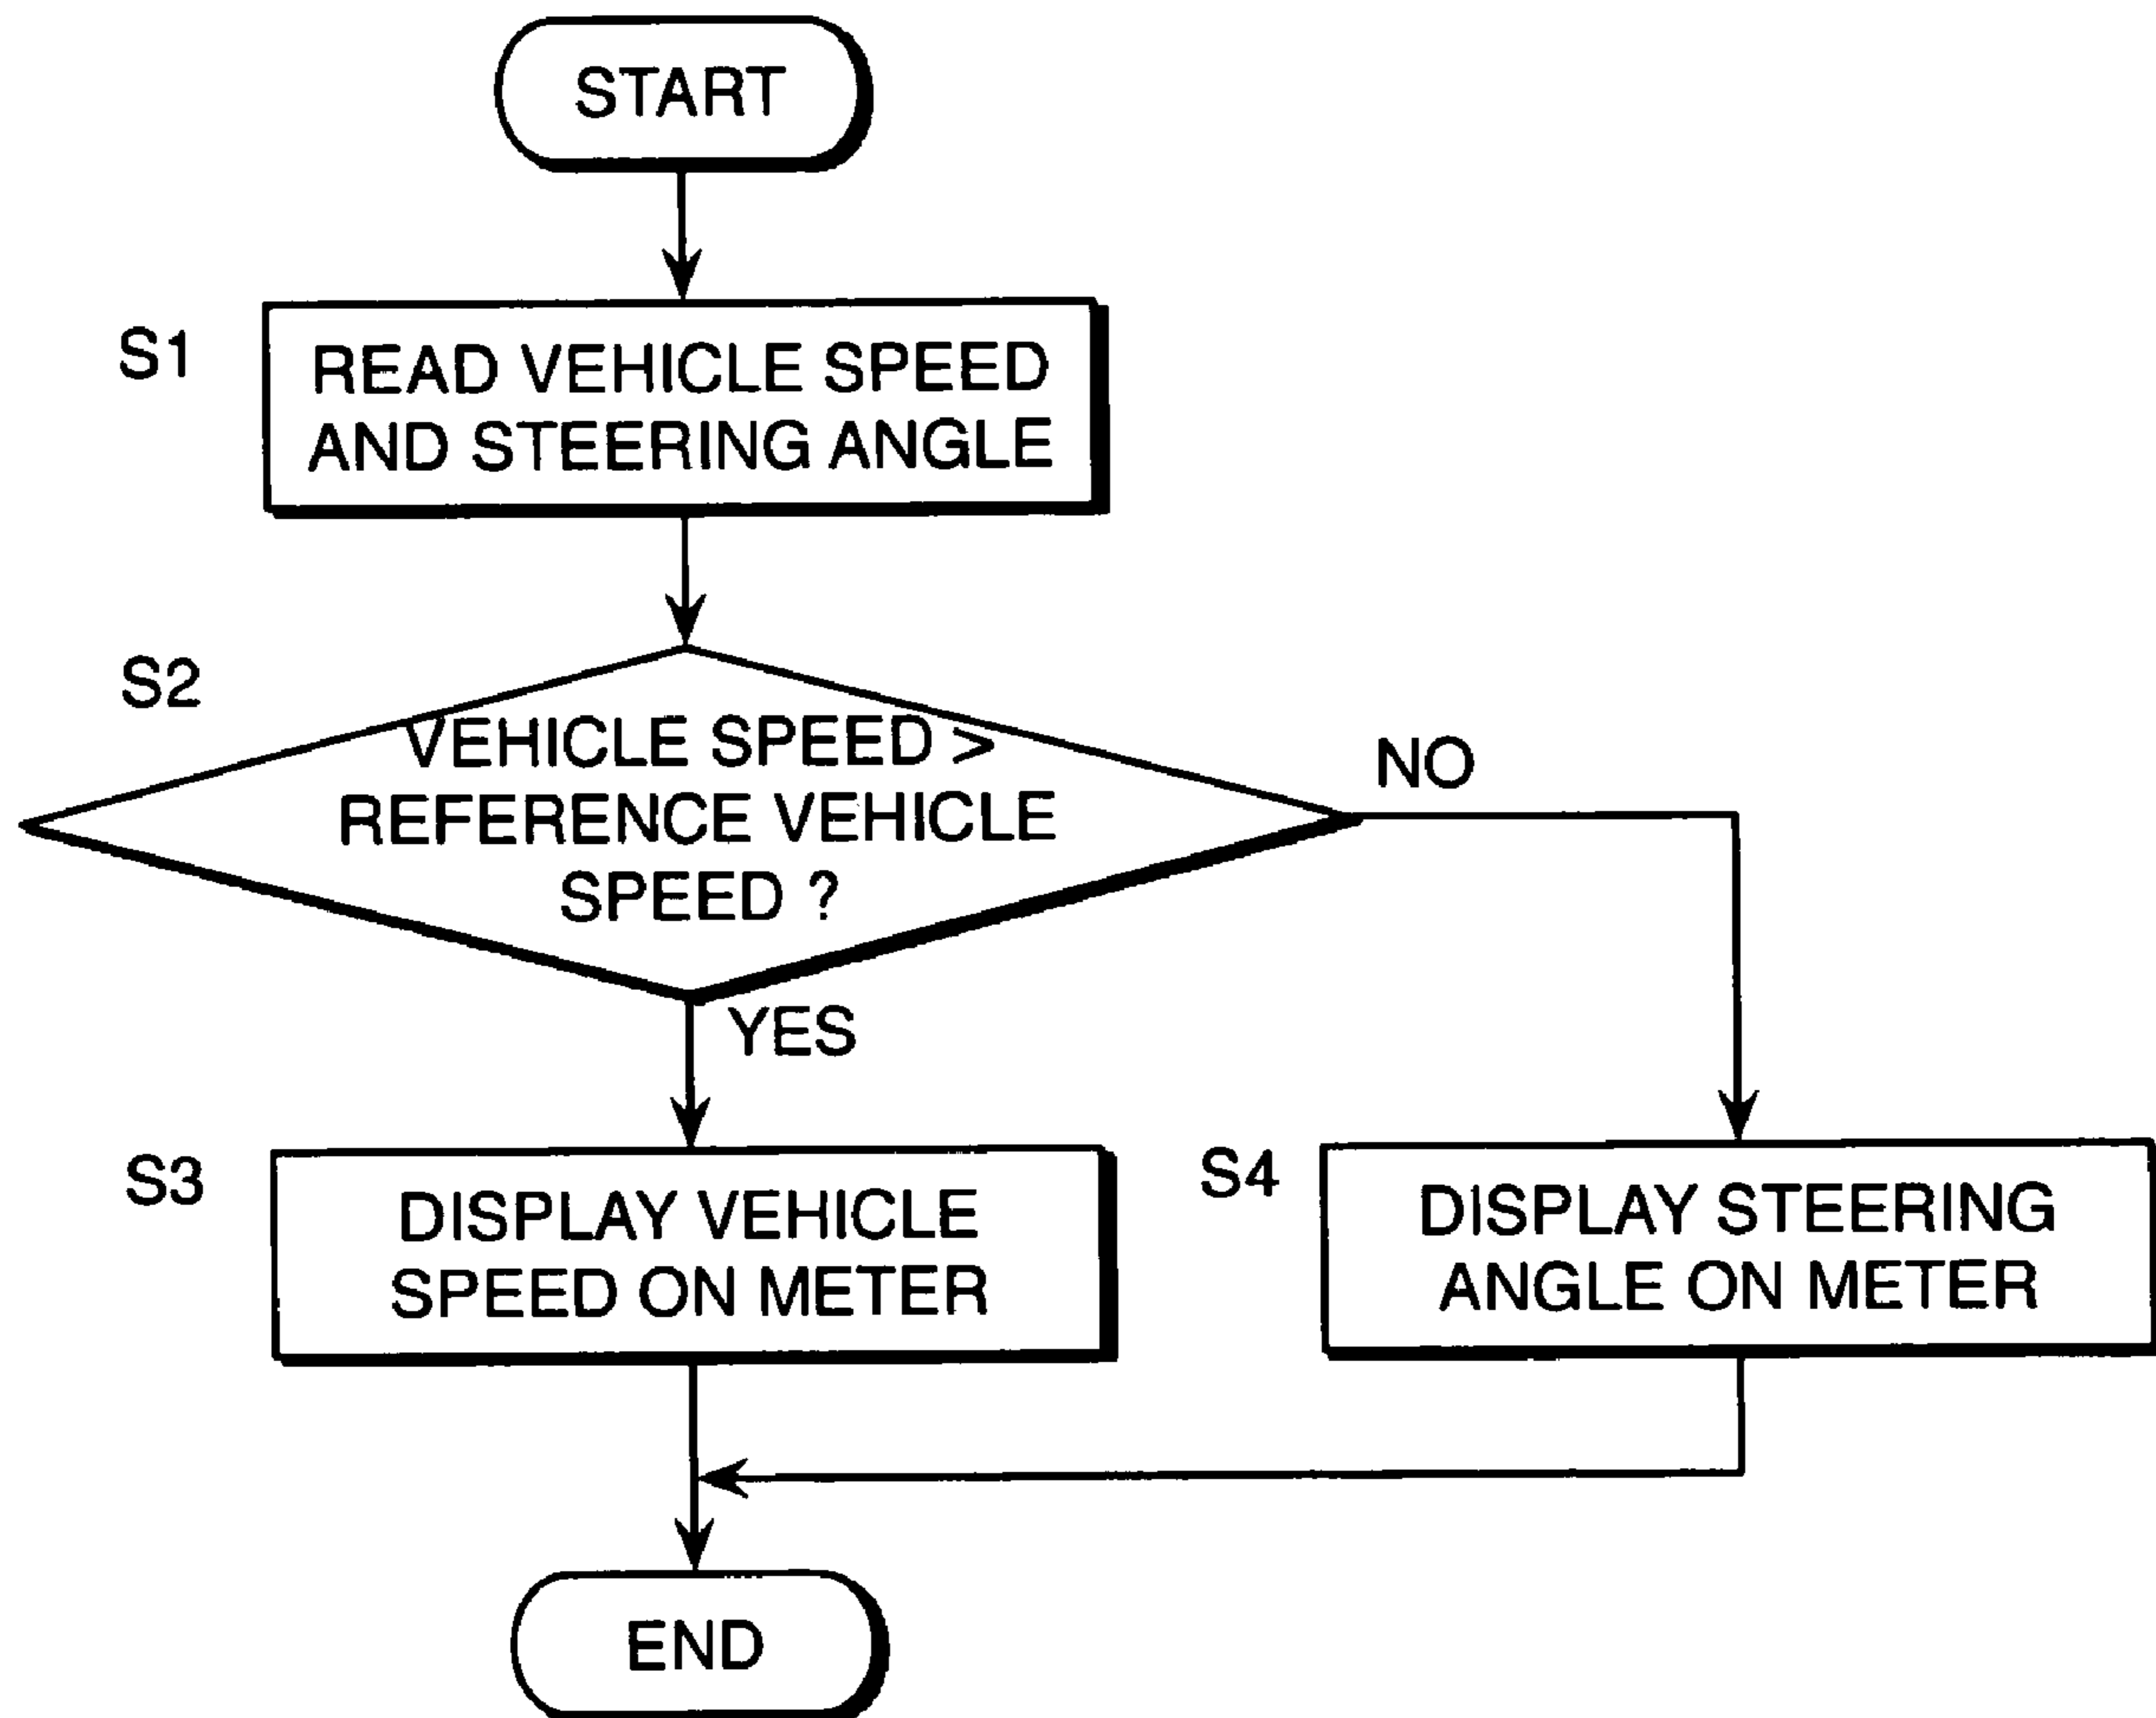 START
S1
READ VEHICLE SPEED
AND STEERING ANGLE
S2
VEHICLE SPEED >
REFERENCE VEHICLE
SPEED ?
NO
YES
S3
DISPLAY VEHICLE
SPEED ON METER
S4
DISPLAY STEERING
ANGLE ON METER
END